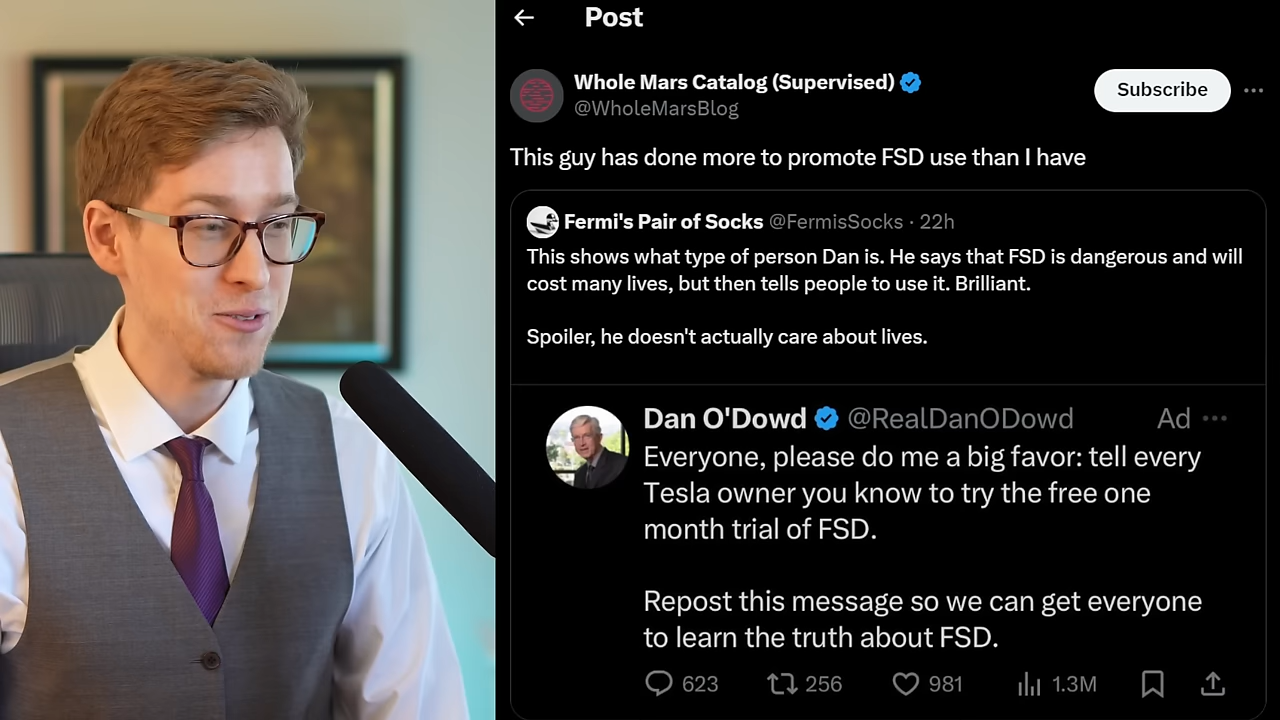 Post
Whole Mars Catalog (Supervised)
@WholeMarsBlog
Subscribe
This guy has done more to promote FSD use than I have
Fermi's Pair of Socks @FermisSocks · 22h
This shows what type of person Dan is. He says that FSD is dangerous and will
cost many lives, but then tells people to use it. Brilliant.
Spoiler, he doesn't actually care about lives.
Dan O'Dowd @RealDanODowd Ad
Everyone, please do me a big favor: tell every
Tesla owner you know to try the free one
month trial of FSD.
Repost this message so we can get everyone
to learn the truth about FSD.
623 256 981 1.3M